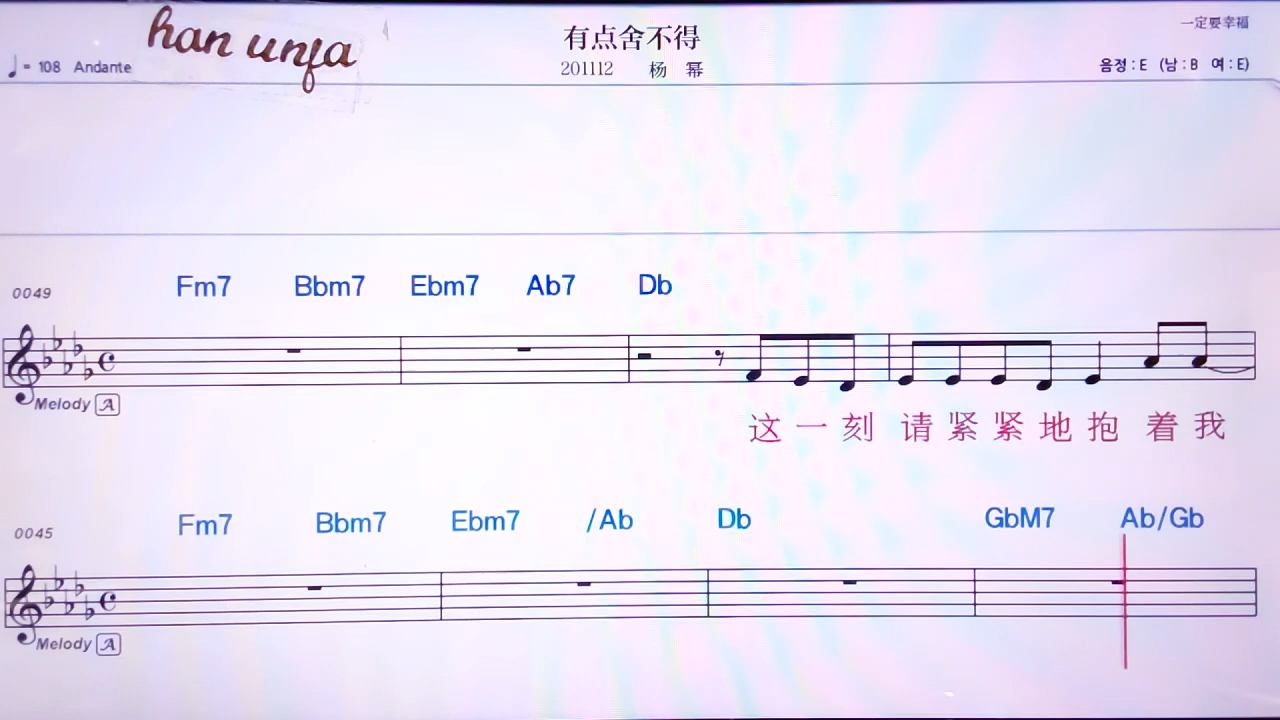 han unfa
有点舍不得
一定要幸福
♩= 108 Andante
201112 杨 幂
음정 : E (남 : B 여 : E)
0049 Fm7 Bbm7 Ebm7 Ab7 Db
Melody A
这 一 刻 请 紧 紧 地 抱 着 我
0045 Fm7 Bbm7 Ebm7 /Ab Db GbM7 Ab/Gb
Melody A